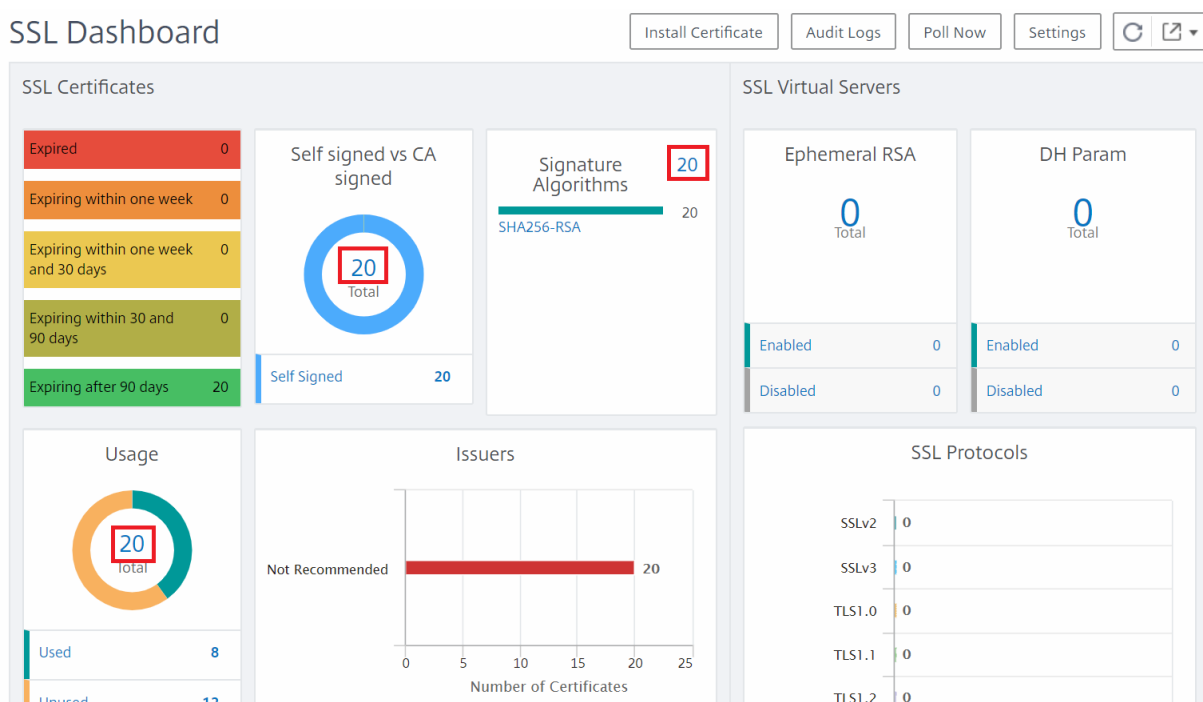 SSL Dashboard
Install Certificate
Audit Logs
Poll Now
Settings
SSL Certificates
Expired 0
Expiring within one week 0
Expiring within one week 0
and 30 days
Expiring within 30 and 0
90 days
Expiring after 90 days 20
Self signed vs CA
signed
20
Total
Self Signed 20
Signature
Algorithms
20
20
SHA256-RSA
Usage
20
Total
Used 8
Unused 12
Issuers
Not Recommended
20
0 5 10 15 20 25
Number of Certificates
SSL Virtual Servers
Ephemeral RSA
0
Total
Enabled 0
Disabled 0
DH Param
0
Total
Enabled 0
Disabled 0
SSL Protocols
SSLv2 0
SSLv3 0
TLS1.0 0
TLS1.1 0
TLS1.2 0